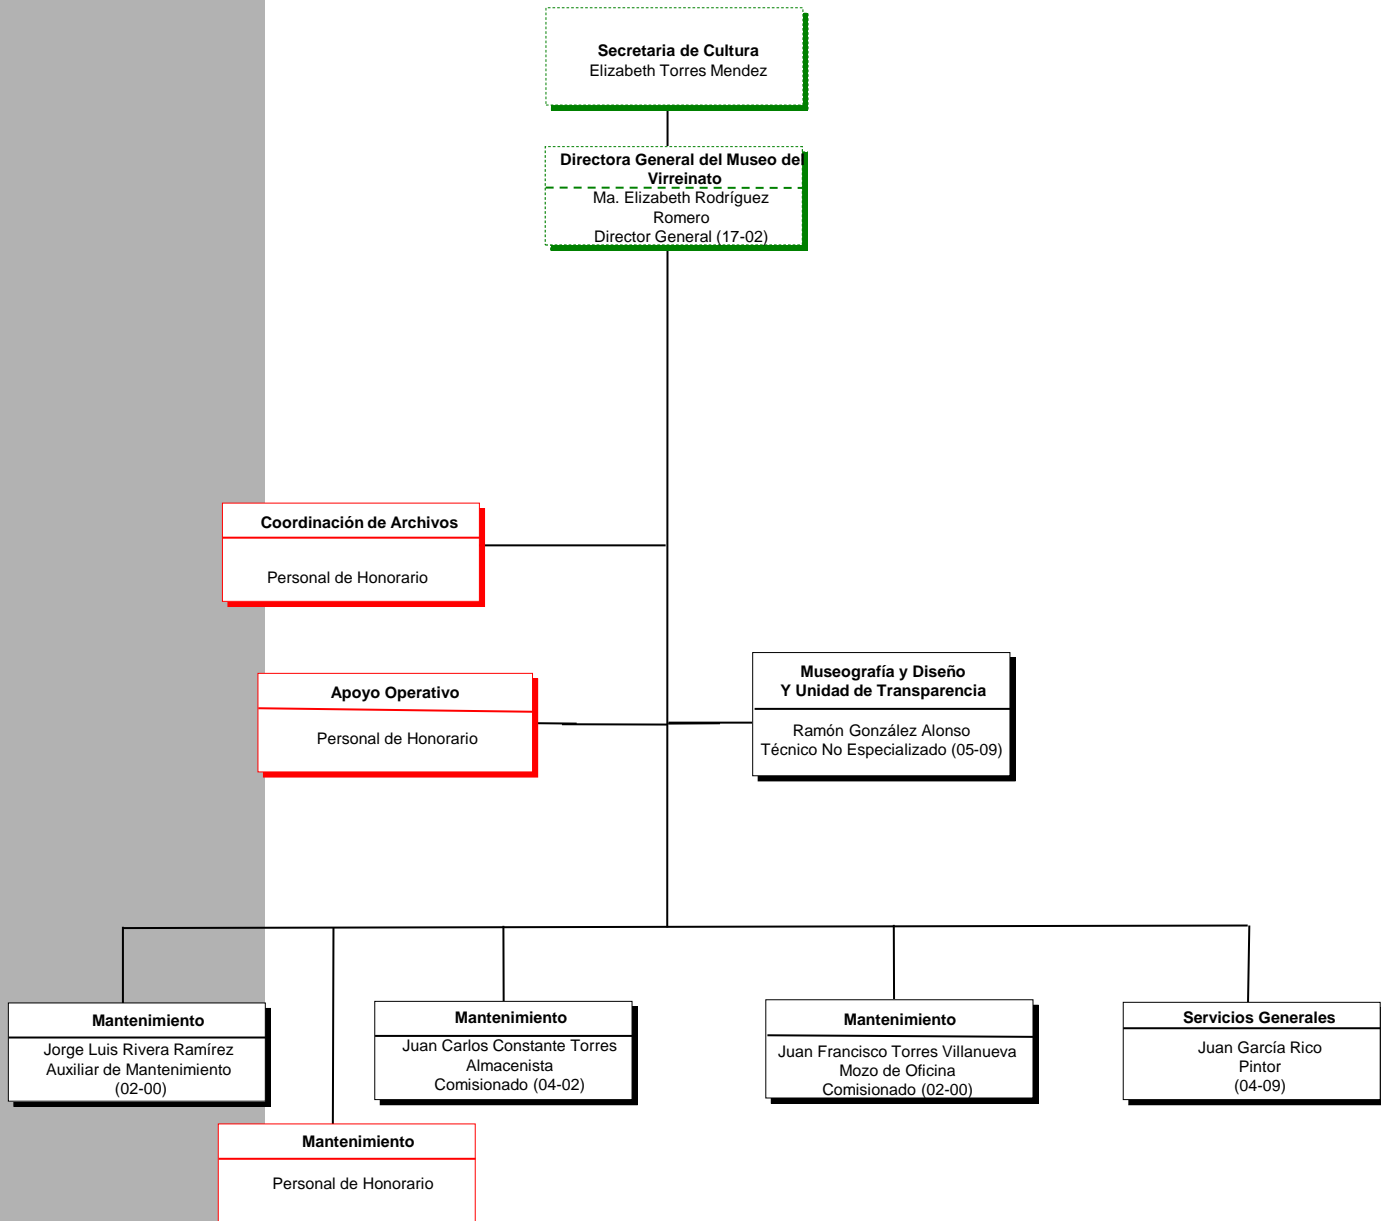 Secretaria de Cultura
Elizabeth Torres Mendez
Directora General del Museo del
Virreinato
Ma. Elizabeth Rodríguez
Romero
Director General (17-02)
Coordinación de Archivos
Personal de Honorario
Apoyo Operativo
Personal de Honorario
Museografía y Diseño
Y Unidad de Transparencia
Ramón González Alonso
Técnico No Especializado (05-09)
Mantenimiento
Jorge Luis Rivera Ramírez
Auxiliar de Mantenimiento
(02-00)
Mantenimiento
Juan Carlos Constante Torres
Almacenista
Comisionado (04-02)
Mantenimiento
Juan Francisco Torres Villanueva
Mozo de Oficina
Comisionado (02-00)
Servicios Generales
Juan García Rico
Pintor
(04-09)
Mantenimiento
Personal de Honorario